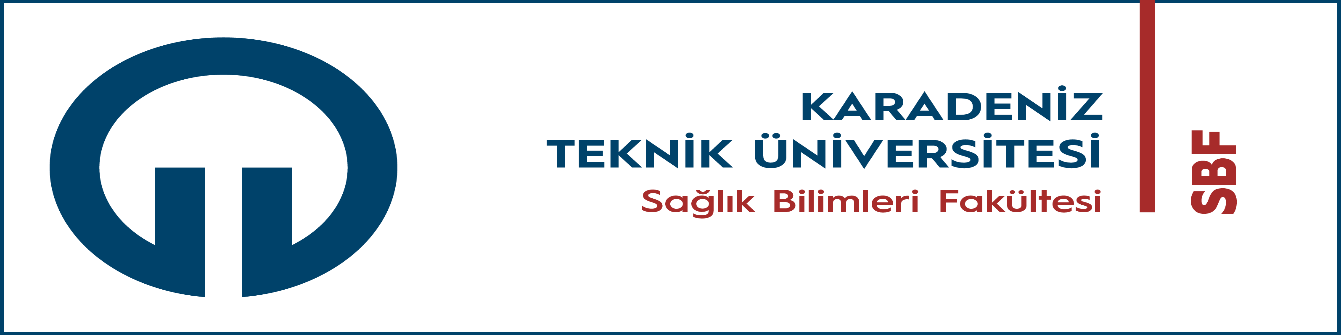 KARADENİZ
TEKNİK ÜNİVERSİTESİ
Sağlık Bilimleri Fakültesi
SBF